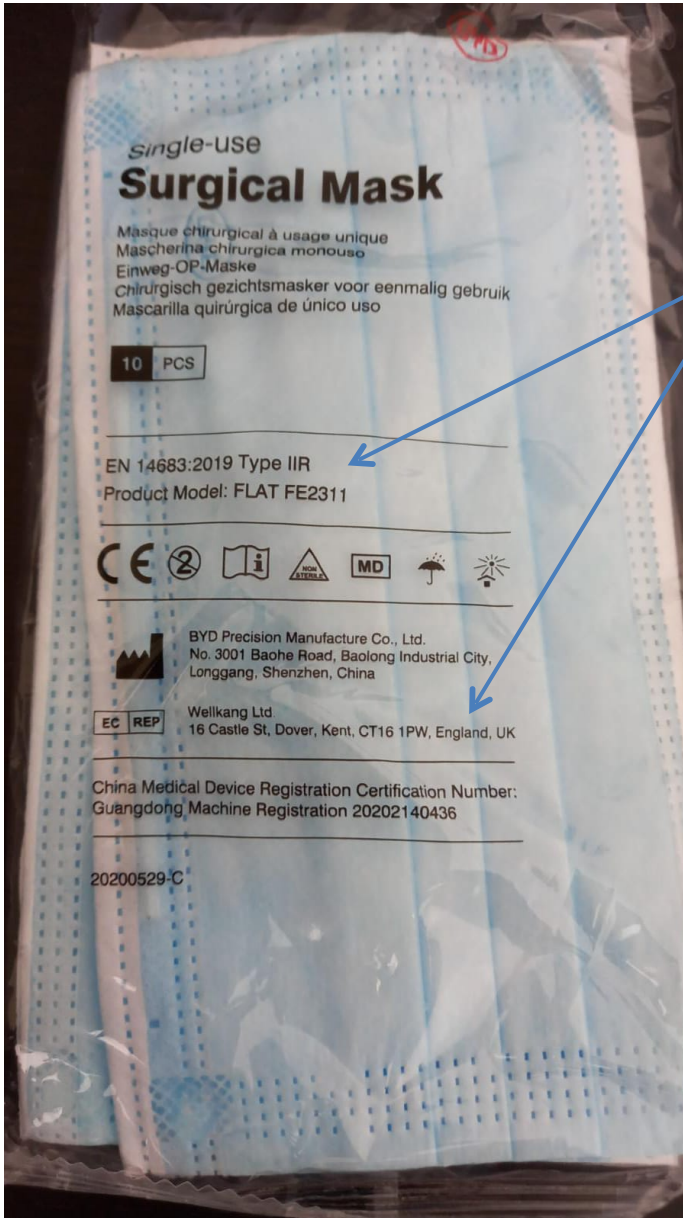 Single-use
Surgical Mask
Masque chirurgical à usage unique
Mascherina chirurgica monouso
Einweg-OP-Maske
Chirurgisch gezichtsmasker voor eenmalig gebruik
Mascarilla quirúrgica de único uso
10 PCS
EN 14683:2019 Type IIR
Product Model: FLAT FE2311
CE 2 i NON STERILE MD
BYD Precision Manufacture Co., Ltd.
No. 3001 Baohe Road, Baolong Industrial City,
Longgang, Shenzhen, China
EC REP
Wellkang Ltd
16 Castle St, Dover, Kent, CT16 1PW, England, UK
China Medical Device Registration Certification Number:
Guangdong Machine Registration 20202140436
20200529-C